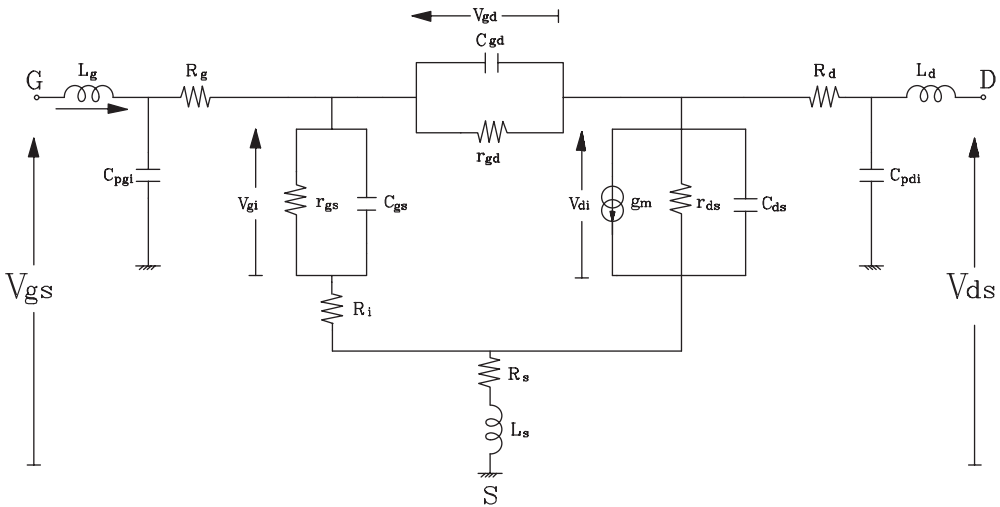 Vgd
Cgd
G
Lg
Rg
Rd
Ld
D
rgd
Cpgi
Vgi
rgs
Cgs
Vdi
gm
rds
Cds
Cpdi
Vgs
Vds
Ri
Rs
Ls
S